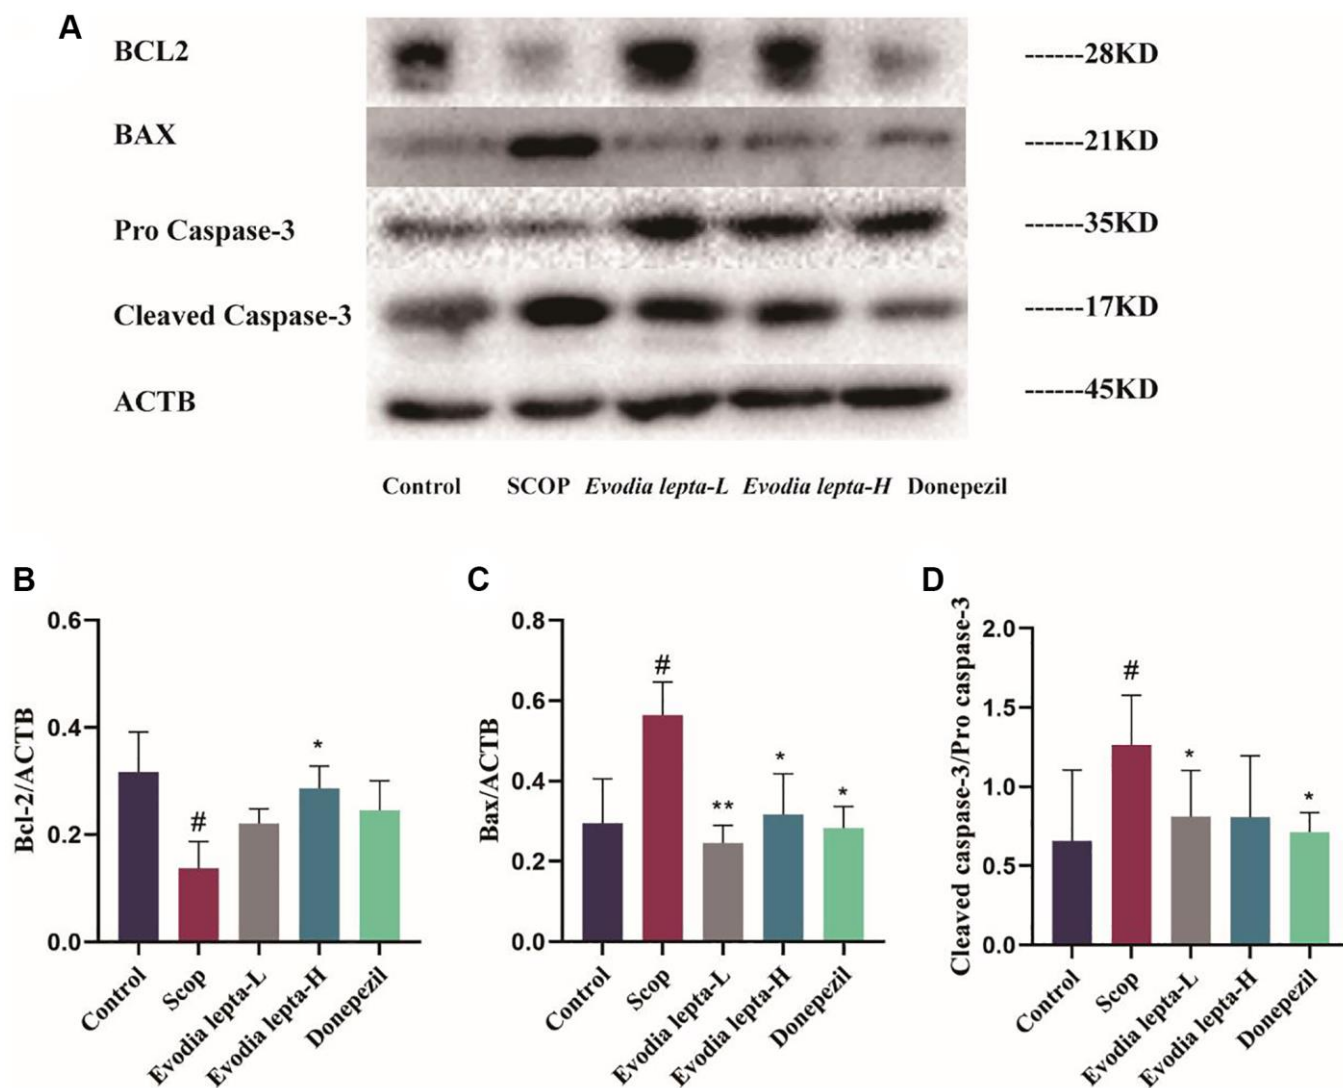 A
BCL2 ------28KD
BAX ------21KD
Pro Caspase-3 ------35KD
Cleaved Caspase-3 ------17KD
ACTB ------45KD
Control SCOP Evodia lepta-L Evodia lepta-H Donepezil
B
Bcl-2/ACTB
0.6
0.4
0.2
0.0
#
*
Control
Scop
Evodia lepta-L
Evodia lepta-H
Donepezil
C
Bax/ACTB
0.8
0.6
0.4
0.2
0.0
#
**
*
*
Control
Scop
Evodia lepta-L
Evodia lepta-H
Donepezil
D
Cleaved caspase-3/Pro caspase-3
2.0
1.5
1.0
0.5
0.0
#
*
*
Control
Scop
Evodia lepta-L
Evodia lepta-H
Donepezil